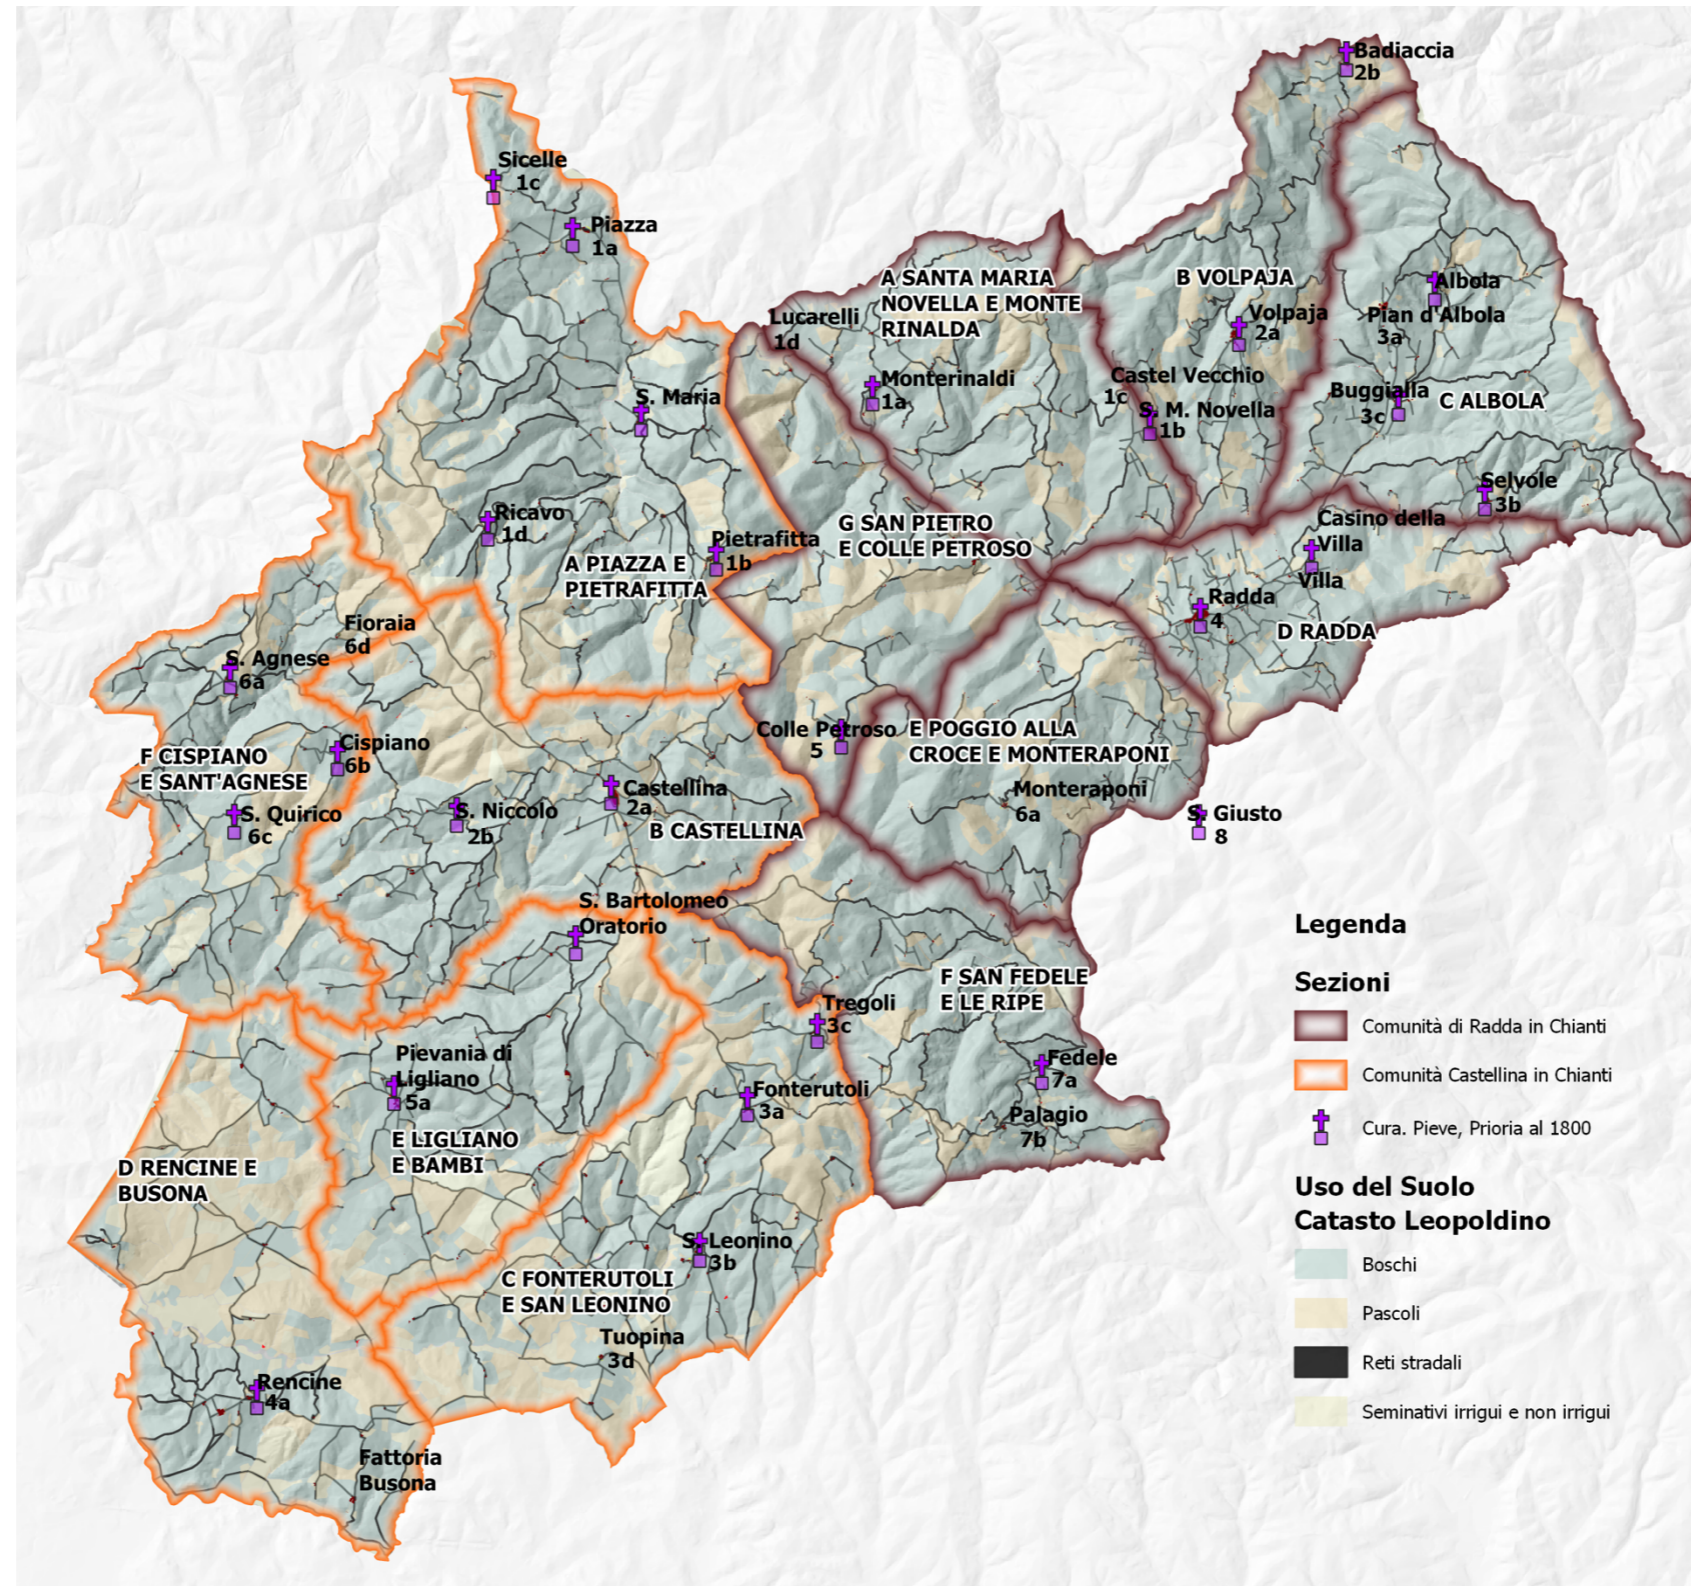 Badiaccia
2b
Sicelle
1c
Piazza
1a
A SANTA MARIA
NOVELLA E MONTE
RINALDA
B VOLPAJA
Albola
Lucarelli
1d
Volpaja
2a
Pian d'Albola
3a
Monterinaldi
1a
Castel Vecchio
1c
Buggialla
3c
C ALBOLA
S. Maria
S. M. Novella
1b
Selvole
3b
Ricavo
1d
G SAN PIETRO
E COLLE PETROSO
Casino della
Villa
Pietrafitta
1b
A PIAZZA E
PIETRAFITTA
Villa
Radda
4
D RADDA
Fioraia
6d
S. Agnese
6a
Colle Petroso
5
E POGGIO ALLA
CROCE E MONTERAPONI
Cispiano
6b
F CISPIANO
E SANT'AGNESE
Monteraponi
6a
Castellina
2a
S. Quirico
6c
S. Niccolo
2b
B CASTELLINA
S. Giusto
8
S. Bartolomeo
Oratorio
F SAN FEDELE
E LE RIPE
Tregoli
3c
Pievania di
Ligliano
5a
Fedele
7a
Fonterutoli
3a
Palagio
7b
E LIGLIANO
E BAMBI
D RENCINE E
BUSONA
S. Leonino
3b
C FONTERUTOLI
E SAN LEONINO
Tuopina
3d
Rencine
4a
Fattoria
Busona
Legenda
Sezioni
Comunità di Radda in Chianti
Comunità Castellina in Chianti
Cura. Pieve, Prioria al 1800
Uso del Suolo
Catasto Leopoldino
Boschi
Pascoli
Reti stradali
Seminativi irrigui e non irrigui